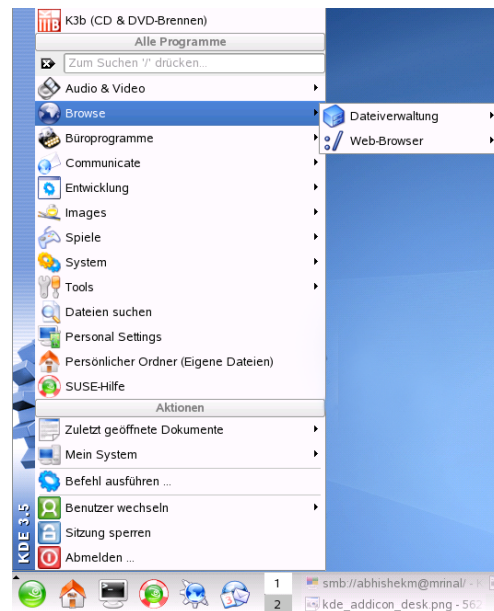 K3b (CD & DVD-Brennen)
Alle Programme
Zum Suchen '/' drücken...
Audio & Video
Browse
Dateiverwaltung
Büroprogramme
Web-Browser
Communicate
Entwicklung
Images
Spiele
System
Tools
Dateien suchen
Personal Settings
Persönlicher Ordner (Eigene Dateien)
SUSE-Hilfe
Aktionen
Zuletzt geöffnete Dokumente
Mein System
Befehl ausführen ...
Benutzer wechseln
Sitzung sperren
Abmelden ...
KDE 3.5
1
smb://abhishekm@mrinal/ - K
2
kde_addicon_desk.png - 562